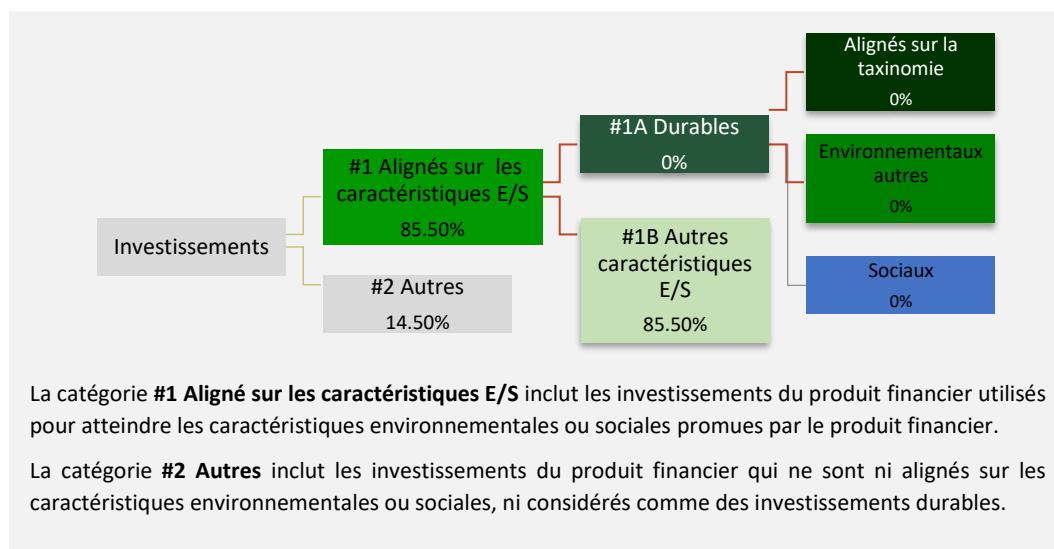 Investissements
#1 Alignés sur les
caractéristiques E/S
85.50%
#2 Autres
14.50%
#1A Durables
0%
#1B Autres
caractéristiques
E/S
85.50%
Alignés sur la
taxinomie
0%
Environnementaux
autres
0%
Sociaux
0%
La catégorie #1 Aligné sur les caractéristiques E/S inclut les investissements du produit financier utilisés
pour atteindre les caractéristiques environnementales ou sociales promues par le produit financier.
La catégorie #2 Autres inclut les investissements du produit financier qui ne sont ni alignés sur les
caractéristiques environnementales ou sociales, ni considérés comme des investissements durables.